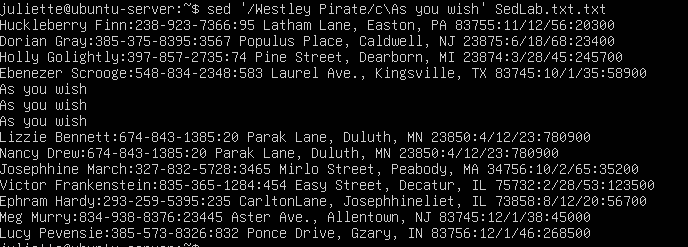 juliette@ubuntu-server:~$ sed '/Westley Pirate/c\As you wish' SedLab.txt.txt
Huckleberry Finn:238-923-7366:95 Latham Lane, Easton, PA 83755:11/12/56:20300
Dorian Gray:385-375-8395:3567 Populus Place, Caldwell, NJ 23875:6/18/68:23400
Holly Golightly:397-857-2735:74 Pine Street, Dearborn, MI 23874:3/28/45:245700
Ebenezer Scrooge:548-834-2348:583 Laurel Ave., Kingsville, TX 83745:10/1/35:58900
As you wish
As you wish
As you wish
Lizzie Bennett:674-843-1385:20 Parak Lane, Duluth, MN 23850:4/12/23:780900
Nancy Drew:674-843-1385:20 Parak Lane, Duluth, MN 23850:4/12/23:780900
Josephhine March:327-832-5728:3465 Mirlo Street, Peabody, MA 34756:10/2/65:35200
Victor Frankenstein:835-365-1284:454 Easy Street, Decatur, IL 75732:2/28/53:123500
Ephram Hardy:293-259-5395:235 CarltonLane, Josephhineliet, IL 73858:8/12/20:56700
Meg Murry:834-938-8376:23445 Aster Ave., Allentown, NJ 83745:12/1/38:45000
Lucy Pevensie:385-573-8326:832 Ponce Drive, Gzary, IN 83756:12/1/46:268500
juliette@ubuntu-server:~$